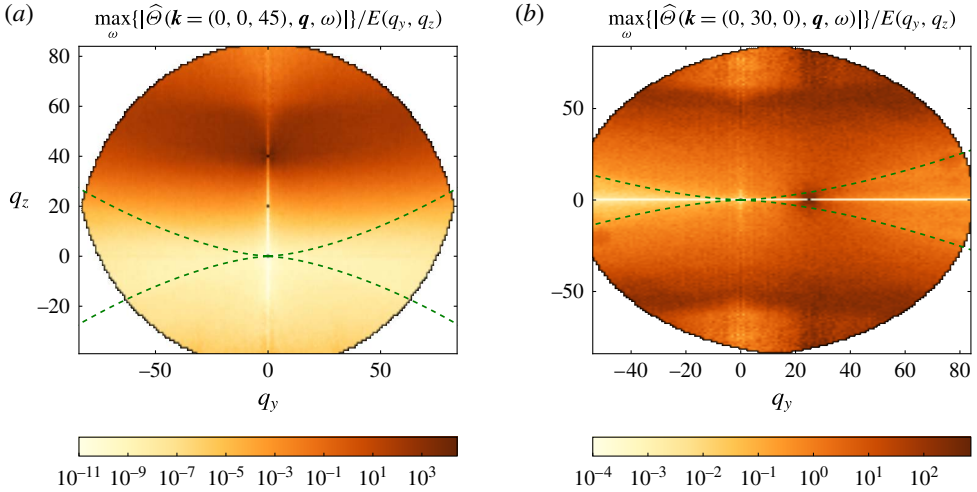 (a) max_ω{|Θ̂(k = (0, 0, 45), q, ω)|}/E(q_y, q_z)
80
60
40
20
0
−20
q_z
−50 0 50
q_y
10^−11 10^−9 10^−7 10^−5 10^−3 10^−1 10^1 10^3
(b) max_ω{|Θ̂(k = (0, 30, 0), q, ω)|}/E(q_y, q_z)
50
0
−50
−40 −20 0 20 40 60 80
q_y
10^−4 10^−3 10^−2 10^−1 10^0 10^1 10^2